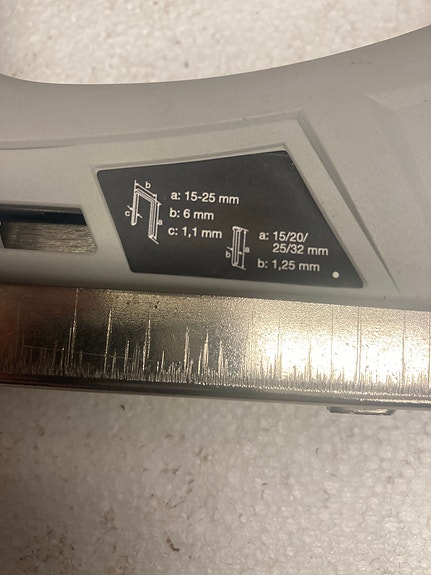 b
a: 15-25 mm
c
a
b: 6 mm
c: 1,1 mm
a: 15/20/
25/32 mm
b
a
b: 1,25 mm